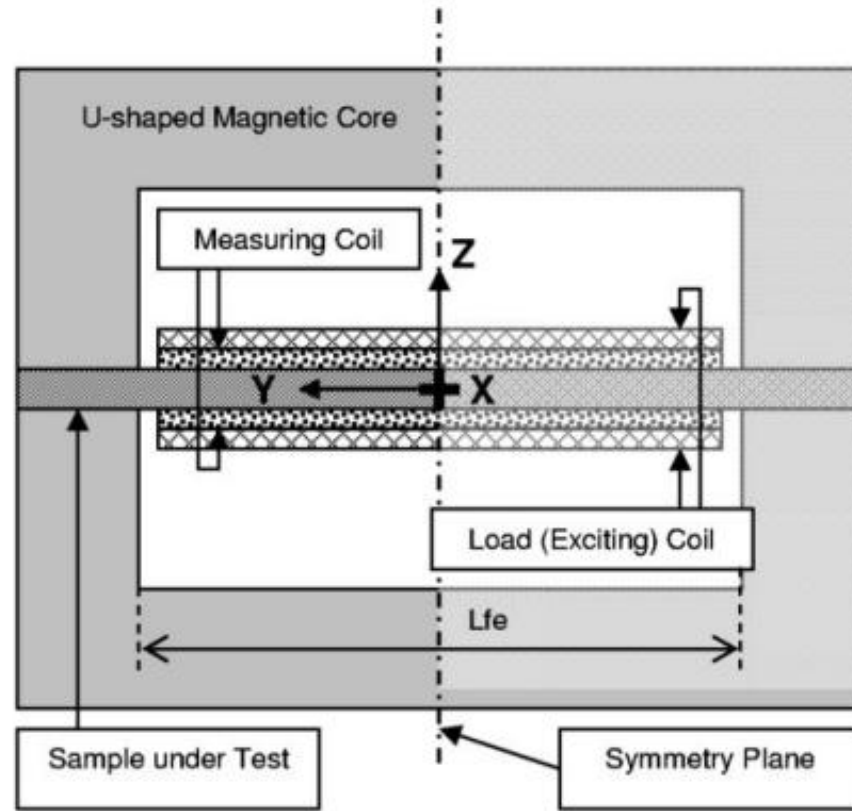 U-shaped Magnetic Core
Measuring Coil
Z
Y
X
Load (Exciting) Coil
Lfe
Sample under Test
Symmetry Plane